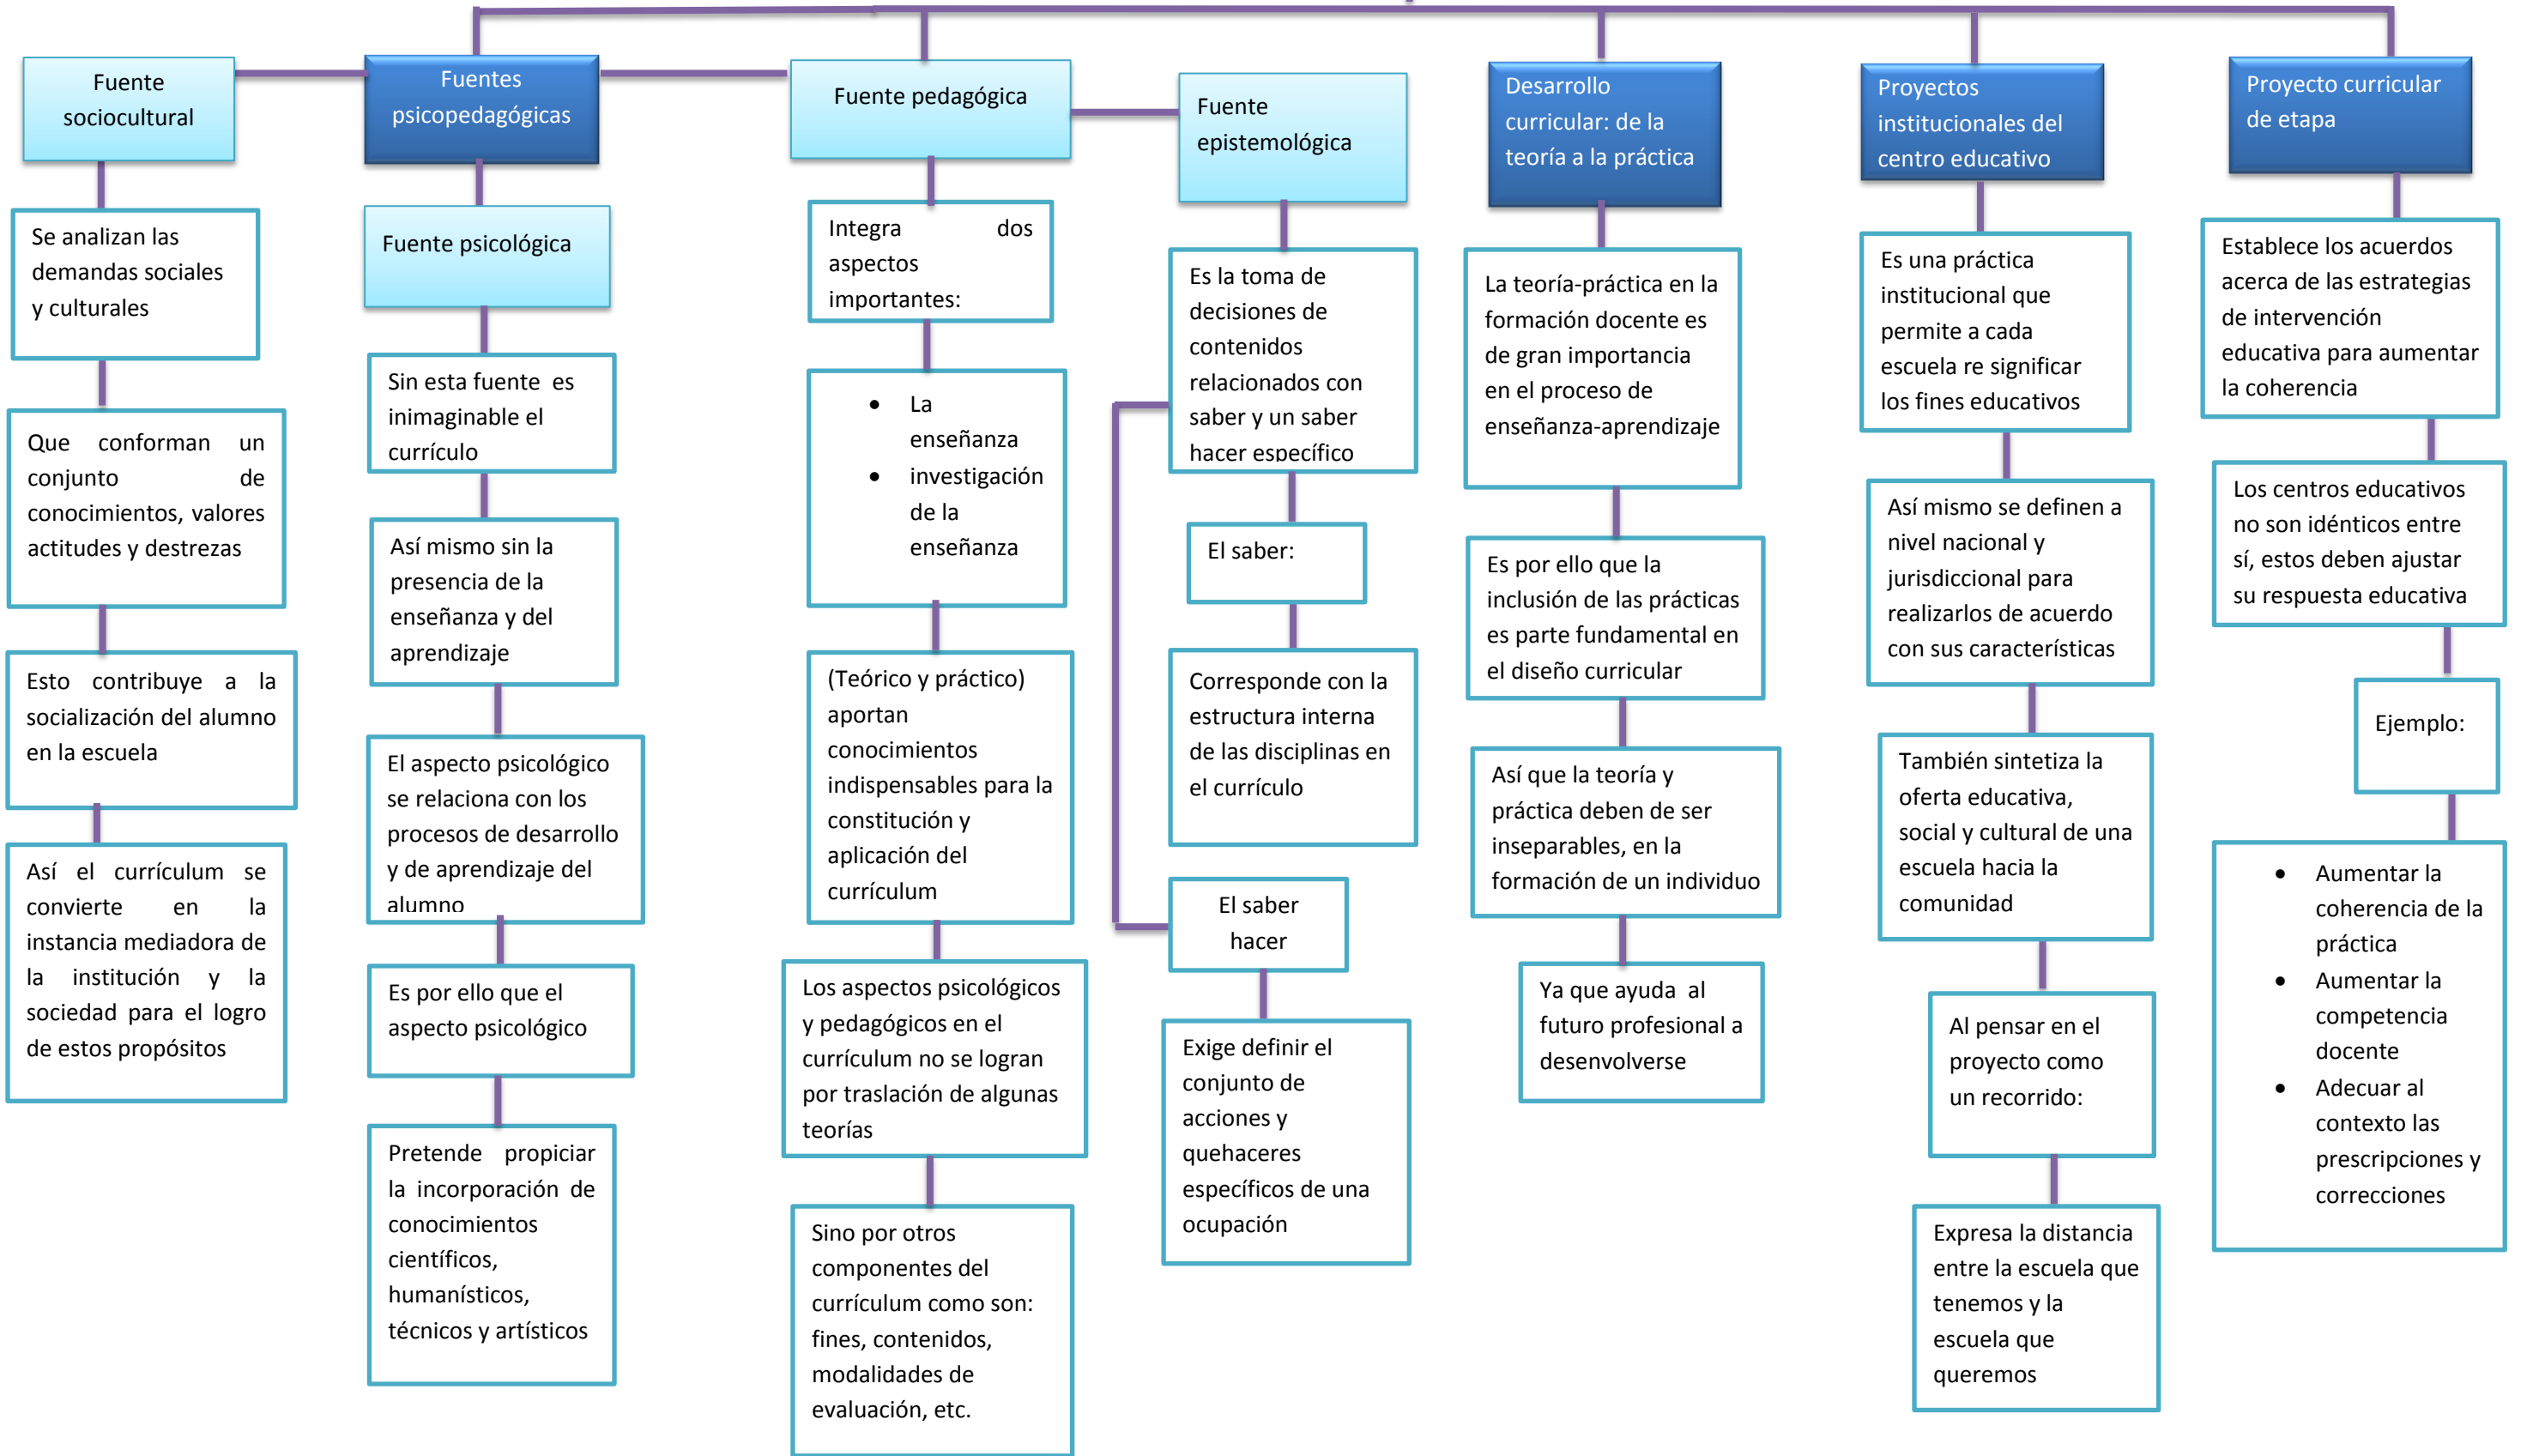 Fuente
sociocultural
Se analizan las
demandas sociales
y culturales
Que conforman un
conjunto de
conocimientos, valores
actitudes y destrezas
Esto contribuye a la
socialización del alumno
en la escuela
Así el currículum se
convierte en la
instancia mediadora de
la institución y la
sociedad para el logro
de estos propósitos
Fuentes
psicopedagógicas
Fuente psicológica
Sin esta fuente es
inimaginable el
currículo
Así mismo sin la
presencia de la
enseñanza y del
aprendizaje
El aspecto psicológico
se relaciona con los
procesos de desarrollo
y de aprendizaje del
alumno
Es por ello que el
aspecto psicológico
Pretende propiciar
la incorporación de
conocimientos
científicos,
humanísticos,
técnicos y artísticos
Fuente pedagógica
Integra dos
aspectos
importantes:
• La
enseñanza
• investigación
de la
enseñanza
(Teórico y práctico)
aportan
conocimientos
indispensables para la
constitución y
aplicación del
currículum
Los aspectos psicológicos
y pedagógicos en el
currículum no se logran
por traslación de algunas
teorías
Sino por otros
componentes del
currículum como son:
fines, contenidos,
modalidades de
evaluación, etc.
Fuente
epistemológica
Es la toma de
decisiones de
contenidos
relacionados con
saber y un saber
hacer específico
El saber:
Corresponde con la
estructura interna
de las disciplinas en
el currículo
El saber
hacer
Exige definir el
conjunto de
acciones y
quehaceres
específicos de una
ocupación
Desarrollo
curricular: de la
teoría a la práctica
La teoría-práctica en la
formación docente es
de gran importancia
en el proceso de
enseñanza-aprendizaje
Es por ello que la
inclusión de las prácticas
es parte fundamental en
el diseño curricular
Así que la teoría y
práctica deben de ser
inseparables, en la
formación de un individuo
Ya que ayuda al
futuro profesional a
desenvolverse
Proyectos
institucionales del
centro educativo
Es una práctica
institucional que
permite a cada
escuela re significar
los fines educativos
Así mismo se definen a
nivel nacional y
jurisdiccional para
realizarlos de acuerdo
con sus características
También sintetiza la
oferta educativa,
social y cultural de una
escuela hacia la
comunidad
Al pensar en el
proyecto como
un recorrido:
Expresa la distancia
entre la escuela que
tenemos y la
escuela que
queremos
Proyecto curricular
de etapa
Establece los acuerdos
acerca de las estrategias
de intervención
educativa para aumentar
la coherencia
Los centros educativos
no son idénticos entre
sí, estos deben ajustar
su respuesta educativa
Ejemplo:
• Aumentar la
coherencia de la
práctica
• Aumentar la
competencia
docente
• Adecuar al
contexto las
prescripciones y
correcciones